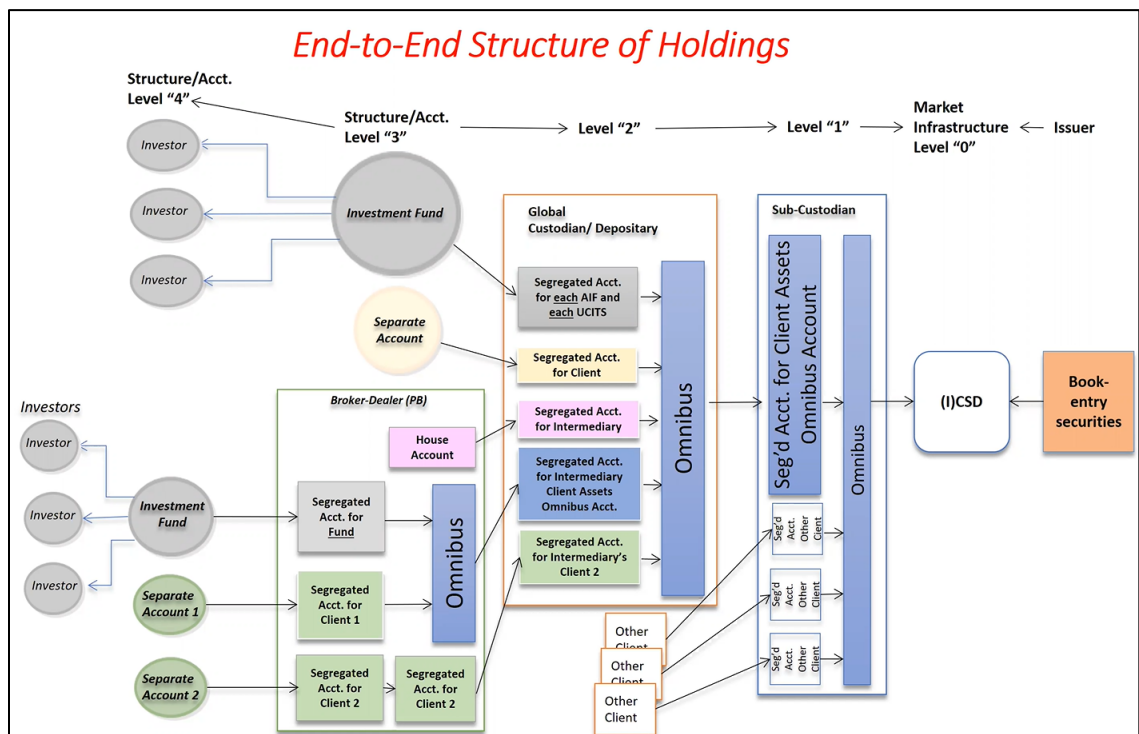 End-to-End Structure of Holdings
Structure/Acct.
Level “4”
Structure/Acct.
Level “3”
Level “2”
Level “1”
Market
Infrastructure
Level “0”
Issuer
Investor
Investor
Investor
Investment Fund
Separate
Account
Global
Custodian/ Depositary
Segregated Acct.
for each AIF and
each UCITS
Segregated Acct.
for Client
Segregated Acct.
for Intermediary
Segregated Acct.
for Intermediary
Client Assets
Omnibus Acct.
Segregated Acct.
for Intermediary’s
Client 2
Omnibus
Sub-Custodian
Seg’d Acct. for Client Assets
Omnibus Account
Omnibus
Seg’d
Acct.
Other
Client
Seg’d
Acct.
Other
Client
Seg’d
Acct.
Other
Client
(I)CSD
Book-
entry
securities
Investors
Investor
Investor
Investor
Investment
Fund
Separate
Account 1
Separate
Account 2
Broker-Dealer (PB)
House
Account
Segregated
Acct. for
Fund
Segregated
Acct. for
Client 1
Segregated
Acct. for
Client 2
Segregated
Acct. for
Client 2
Omnibus
Other
Client
Other
Client
Other
Client